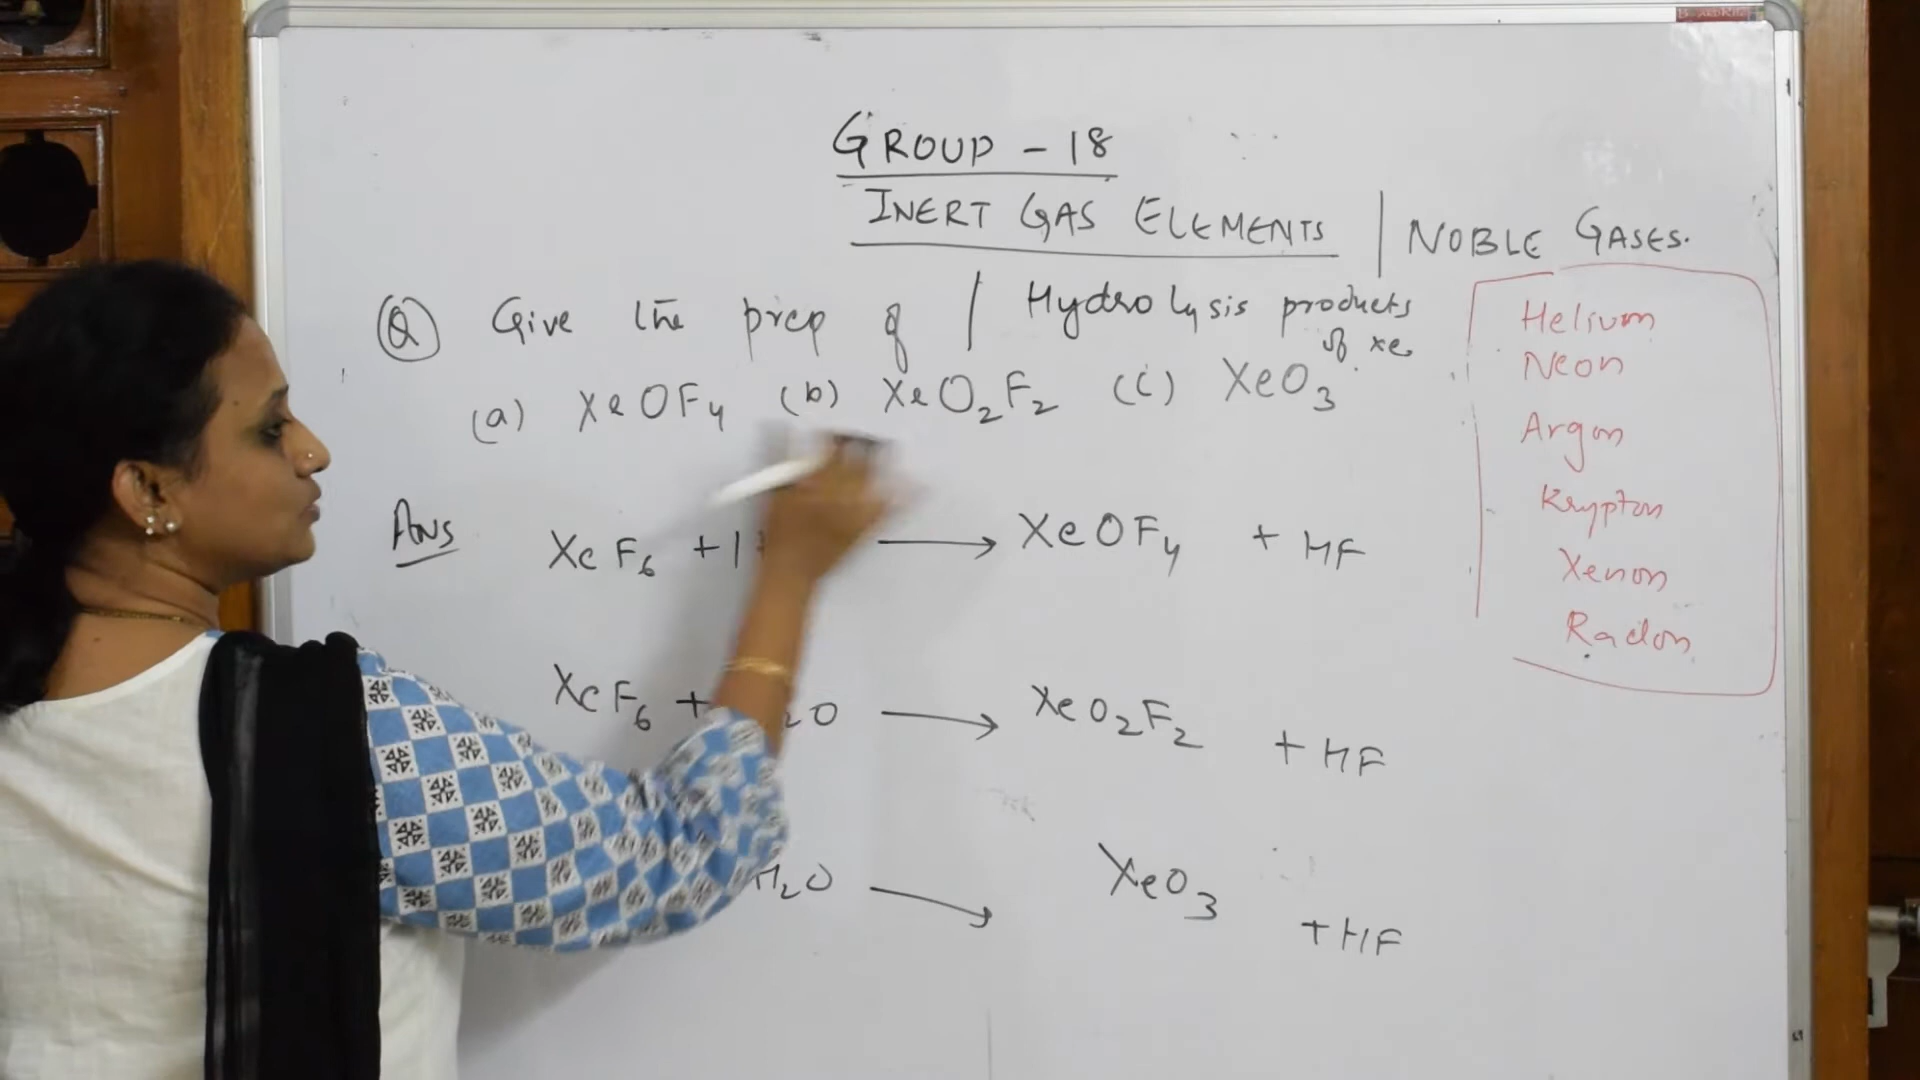 GROUP - 18
INERT GAS ELEMENTS | NOBLE GASES.
Q Give the prep of / Hydrolysis products of xe.
(a) XeOF4 (b) XeO2F2 (c) XeO3
Ans XeF6 + → XeOF4 + HF
XeF6 + 2O → XeO2F2 + HF
H2O → XeO3 + HF
Helium
Neon
Argon
Krypton
Xenon
Radon